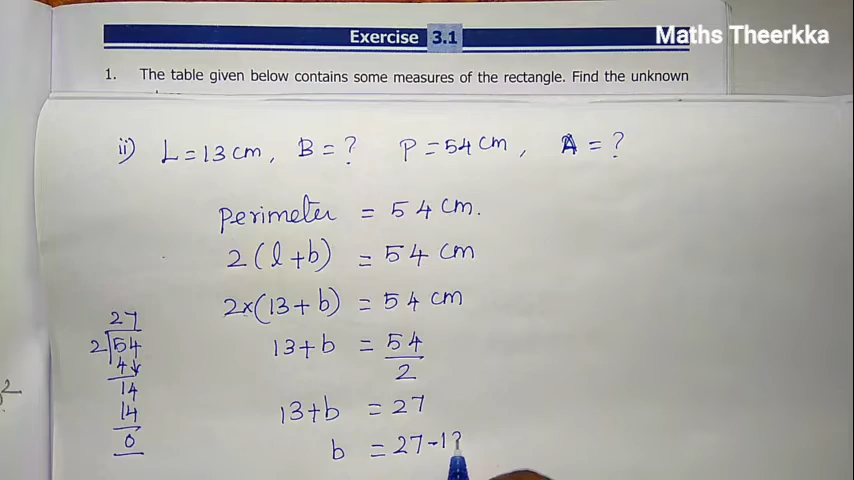 Exercise 3.1
Maths Theerkka
1. The table given below contains some measures of the rectangle. Find the unknown
ii) L = 13 cm, B = ? P = 54 cm, A = ?
Perimeter = 54 cm.
2(l+b) = 54 cm
2×(13+b) = 54 cm
13+b = 54/2
13+b = 27
b = 27-13
27
2 54
4↓
14
14
0